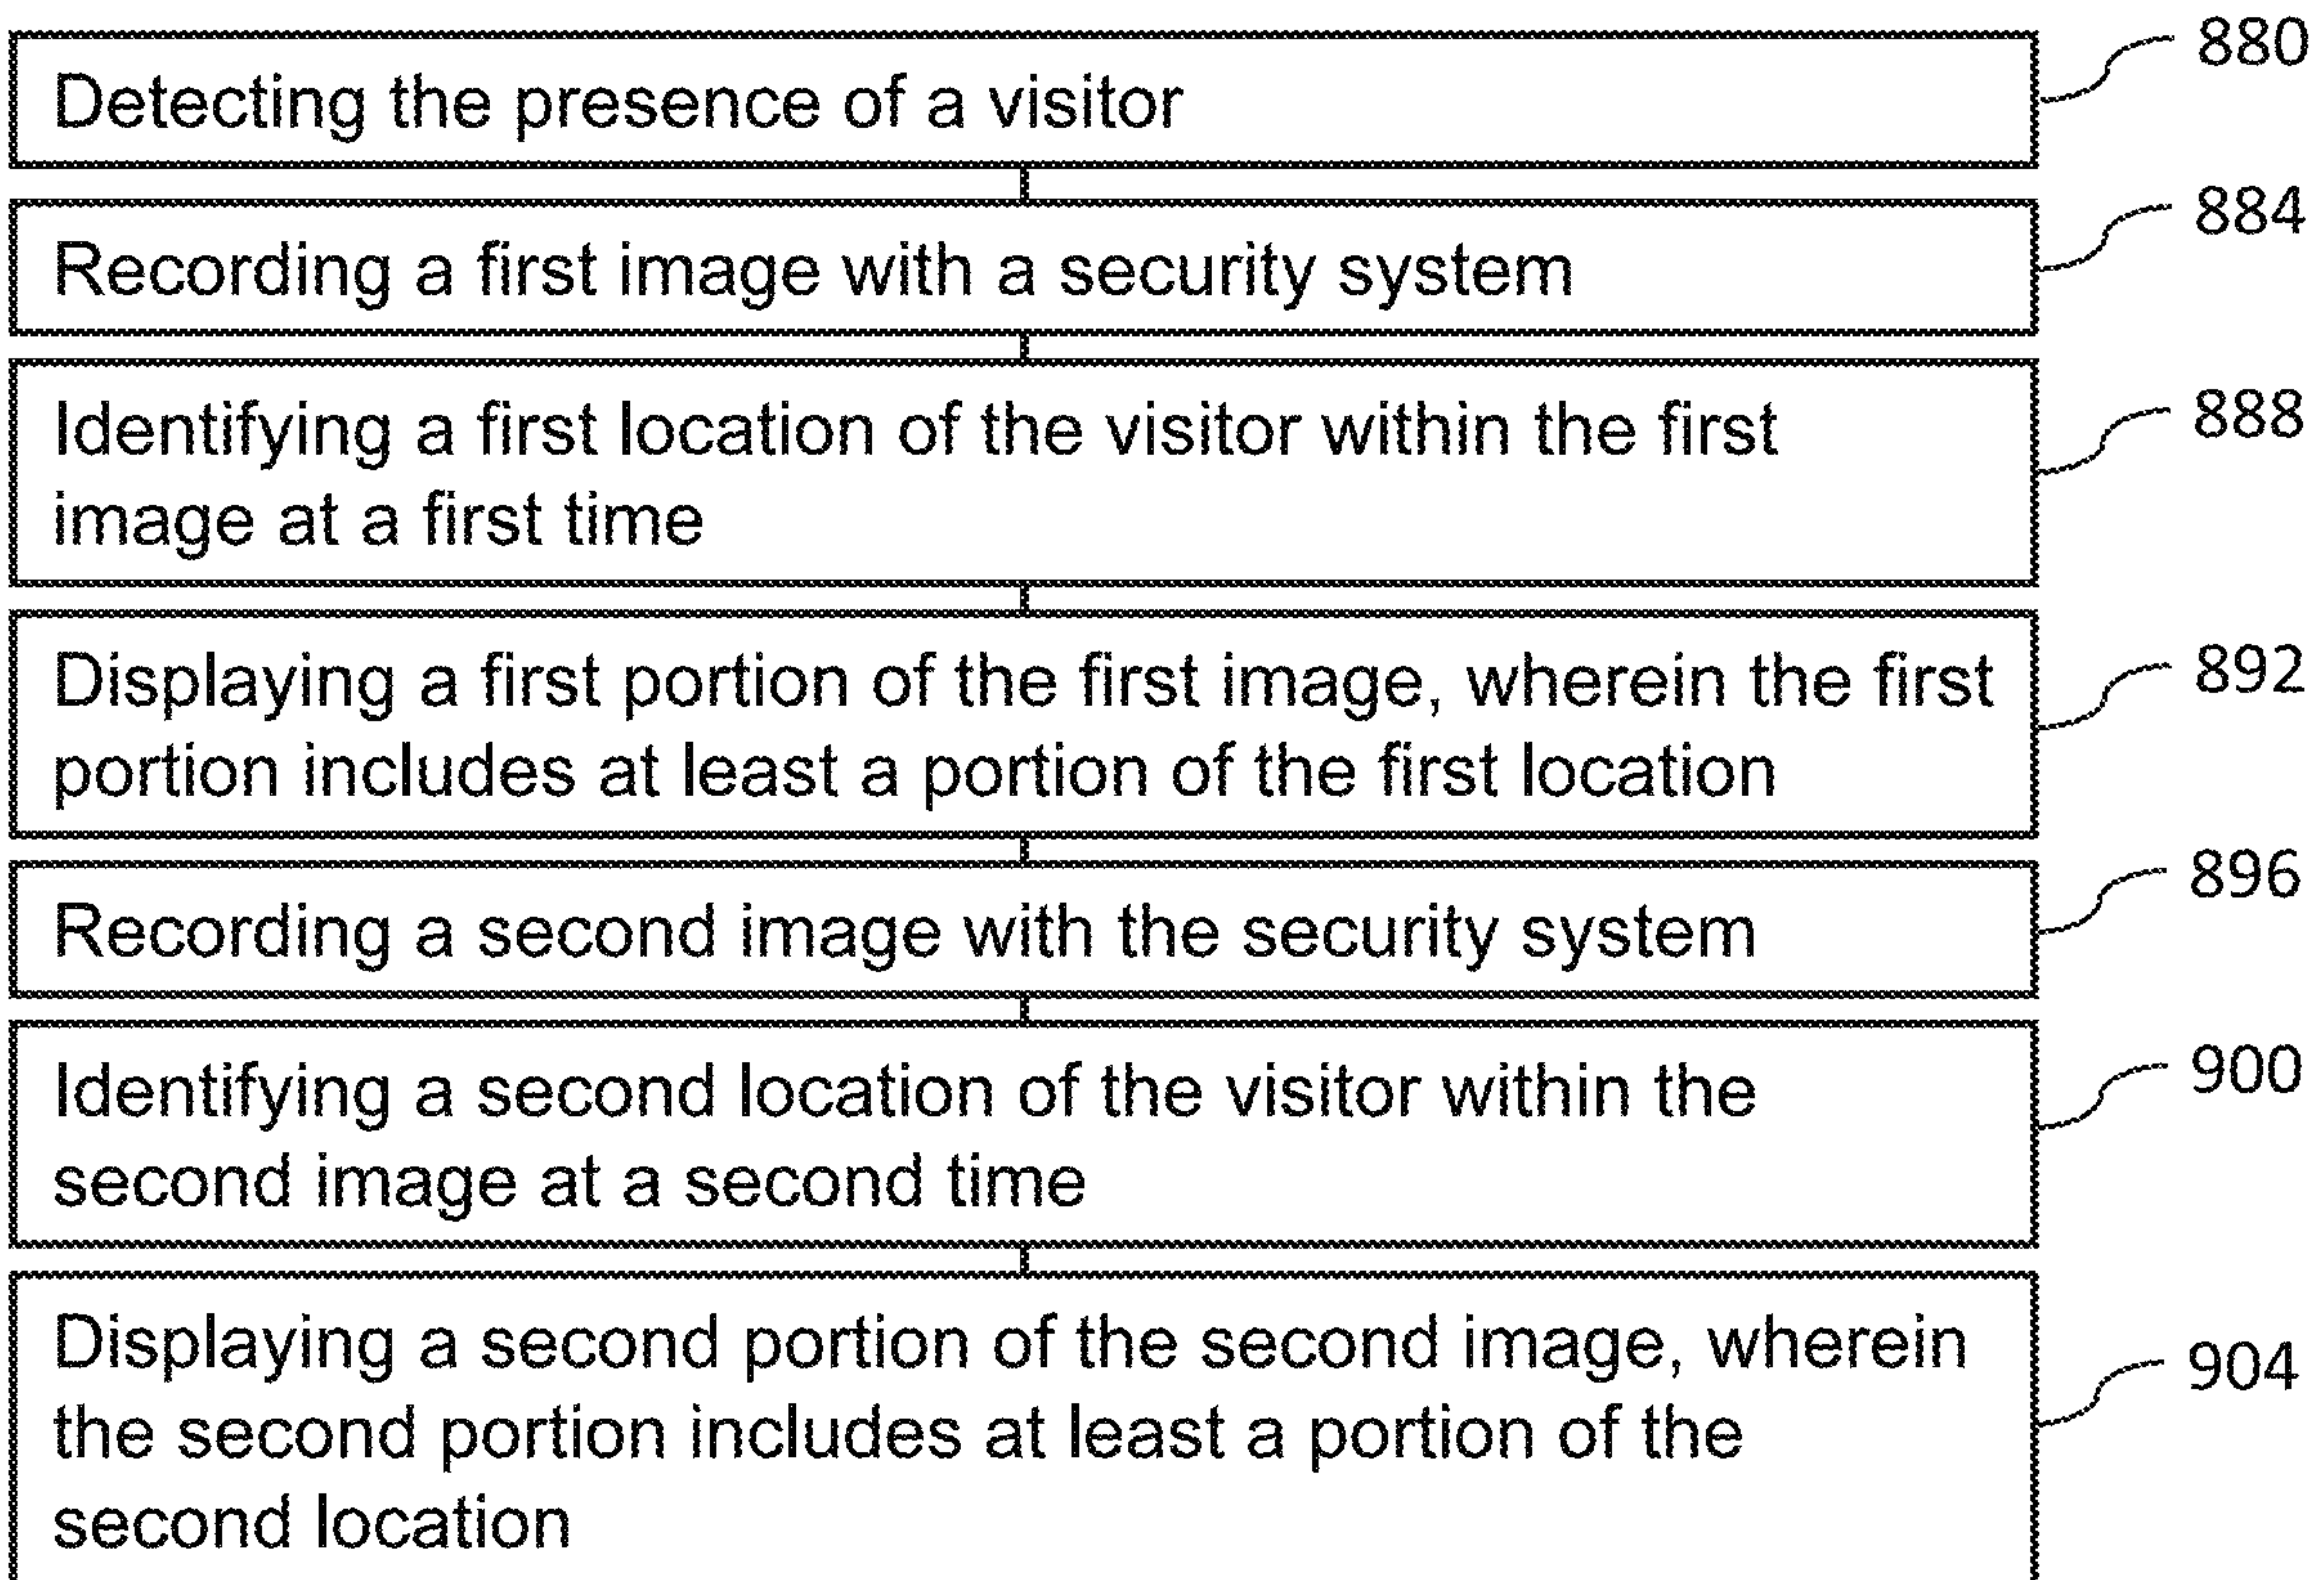 Detecting the presence of a visitor
880
Recording a first image with a security system
884
Identifying a first location of the visitor within the first
image at a first time
888
Displaying a first portion of the first image, wherein the first
portion includes at least a portion of the first location
892
Recording a second image with the security system
896
Identifying a second location of the visitor within the
second image at a second time
900
Displaying a second portion of the second image, wherein
the second portion includes at least a portion of the
second location
904